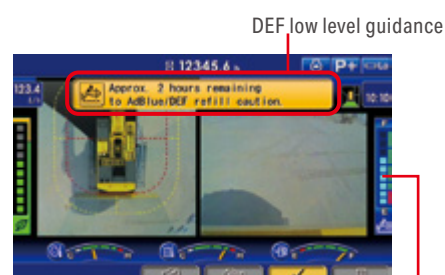 DEF low level guidance
12345.6 h
P+
123.4
Approx. 2 hours remaining
to AdBlue/DEF refill caution.
10:10
F
E
C
H
C
H
E
F